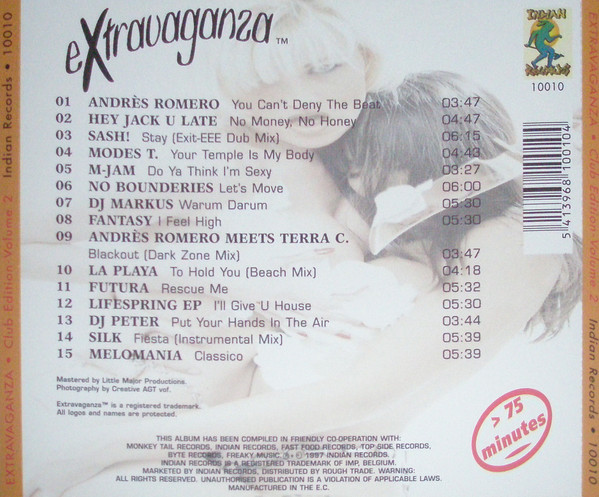 eXtravaganza™
INDIAN
RECORDS
10010
01 ANDRÈS ROMERO You Can't Deny The Beat 03:47
02 HEY JACK U LATE No Money, No Honey 03:47
03 SASH! Stay (Exit-EEE Dub Mix) 06:15
04 MODES T. Your Temple Is My Body 04:43
05 M-JAM Do Ya Think I'm Sexy 03:27
06 NO BOUNDERIES Let's Move 06:00
07 DJ MARKUS Warum Darum 05:30
08 FANTASY I Feel High 05:30
09 ANDRÈS ROMERO MEETS TERRA C.
Blackout (Dark Zone Mix) 03:47
10 LA PLAYA To Hold You (Beach Mix) 04:18
11 FUTURA Rescue Me 05:32
12 LIFESPRING EP I'll Give U House 05:30
13 DJ PETER Put Your Hands In The Air 03:44
14 SILK Fiësta (Instrumental Mix) 05:39
15 MELOMANIA Classico 05:39
Mastered by Little Major Productions.
Photography by Creative AGT vof.
Extravaganza™ is a registered trademark.
All logos and names are protected.
> 75
minutes
THIS ALBUM HAS BEEN COMPILED IN FRIENDLY CO-OPERATION WITH:
MONKEY TAIL RECORDS, INDIAN RECORDS, FAST FOOD RECORDS, TOP SIDE RECORDS,
BYTE RECORDS, FREAKY MUSIC. 1997 INDIAN RECORDS.
INDIAN RECORDS IS A REGISTERED TRADEMARK OF IMP, BELGIUM.
MARKETED BY INDIAN RECORDS, DISTRIBUTED BY ROUGH TRADE. WARNING:
ALL RIGHTS RESERVED. UNAUTHORISED PUBLICATION IS A VIOLATION OF APPLICABLE LAWS.
MANUFACTURED IN THE E.C.
5 413968 100104
EXTRAVAGANZA • Club Edition Volume 2 Indian Records • 10010
EXTRAVAGANZA • Club Edition Volume 2 Indian Records • 10010